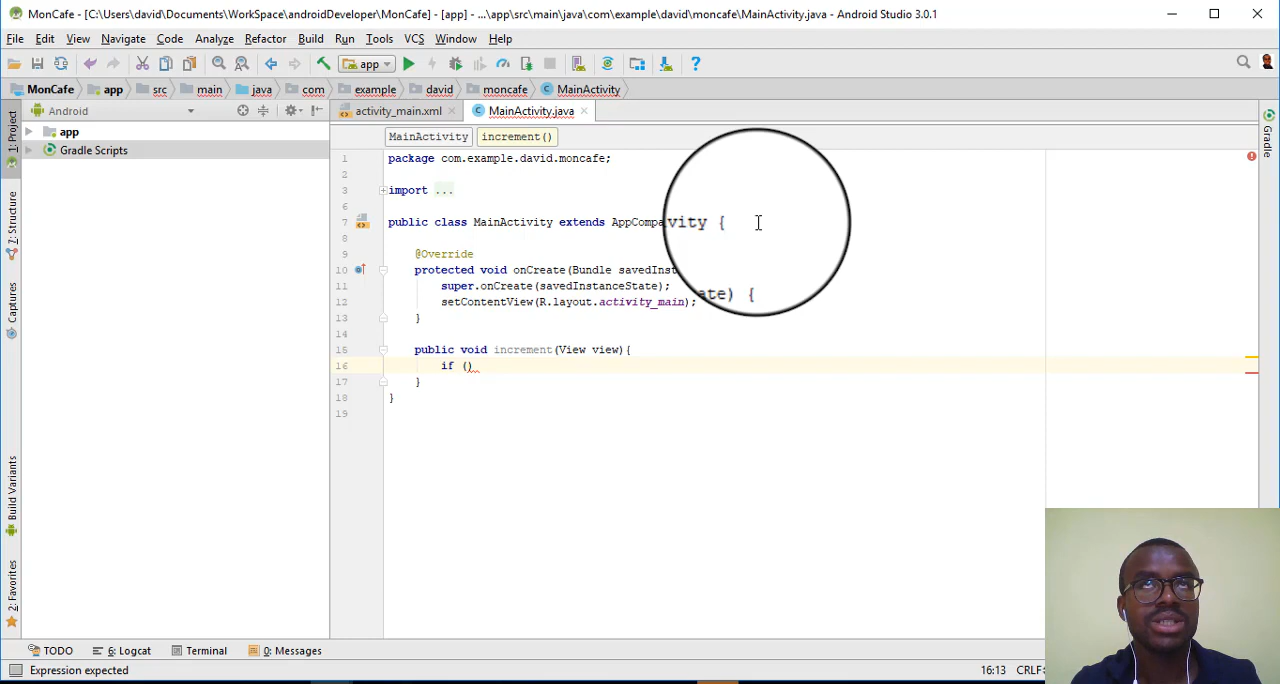 MonCafe - [C:\Users\david\Documents\WorkSpace\androidDeveloper\MonCafe] - [app] - ...\app\src\main\java\com\example\david\moncafe\MainActivity.java - Android Studio 3.0.1
File Edit View Navigate Code Analyze Refactor Build Run Tools VCS Window Help
app
MonCafe app src main java com example david moncafe MainActivity
Android
activity_main.xml MainActivity.java
1: Project
7: Structure
Captures
Build Variants
2: Favorites
Gradle
app
Gradle Scripts
MainActivity increment()
1 package com.example.david.moncafe;
2
3 import ...
6
7 public class MainActivity extends AppCompa vity {
8
9 @Override
10 protected void onCreate(Bundle savedInst ate) {
11 super.onCreate(savedInstanceState);
12 setContentView(R.layout.activity_main);
13 }
14
15 public void increment(View view){
16 if ()
17 }
18 }
19
TODO 6: Logcat Terminal 0: Messages
Expression expected 16:13 CRLF